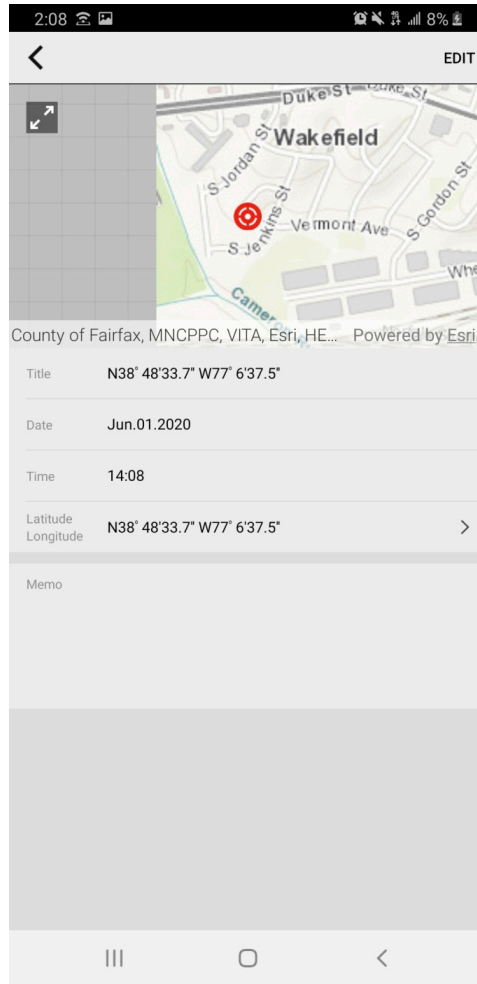 2:08 8%
EDIT
Duke St Duke St
Wakefield
S Jordan St
S Gordon St
S Jenkins St
Vermont Ave
Whe
Camer
County of Fairfax, MNCPPC, VITA, Esri, HE... Powered by Esri
Title N38° 48'33.7" W77° 6'37.5"
Date Jun.01.2020
Time 14:08
Latitude
Longitude N38° 48'33.7" W77° 6'37.5"
Memo